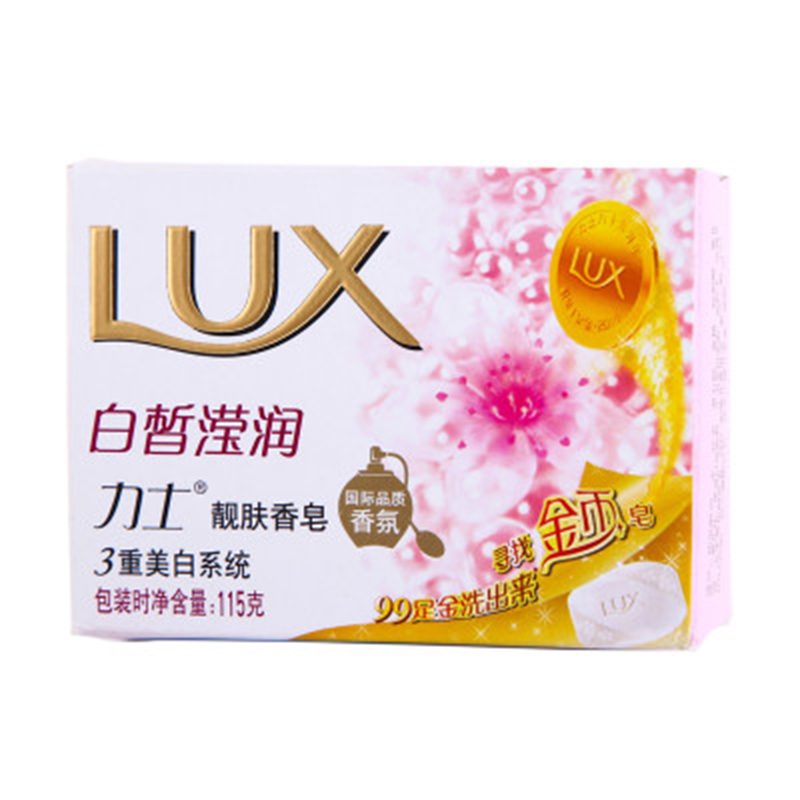 LUX
LUX
白皙滢润
力士®
靓肤香皂
国际品质
香氛
3重美白系统
包装时净含量:115克
寻找
金币皂
99足金洗出来
LUX